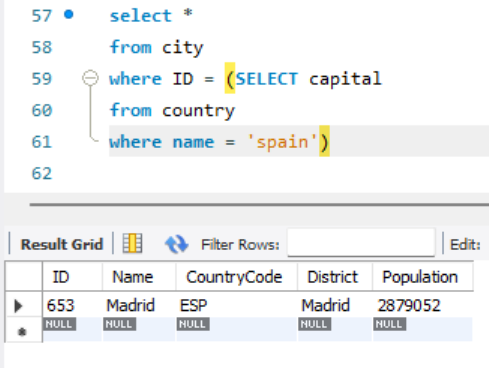 57 select *
58 from city
59 where ID = (SELECT capital
60 from country
61 where name = 'spain')
62
Result Grid Filter Rows: Edit:
ID Name CountryCode District Population
653 Madrid ESP Madrid 2879052
NULL NULL NULL NULL NULL